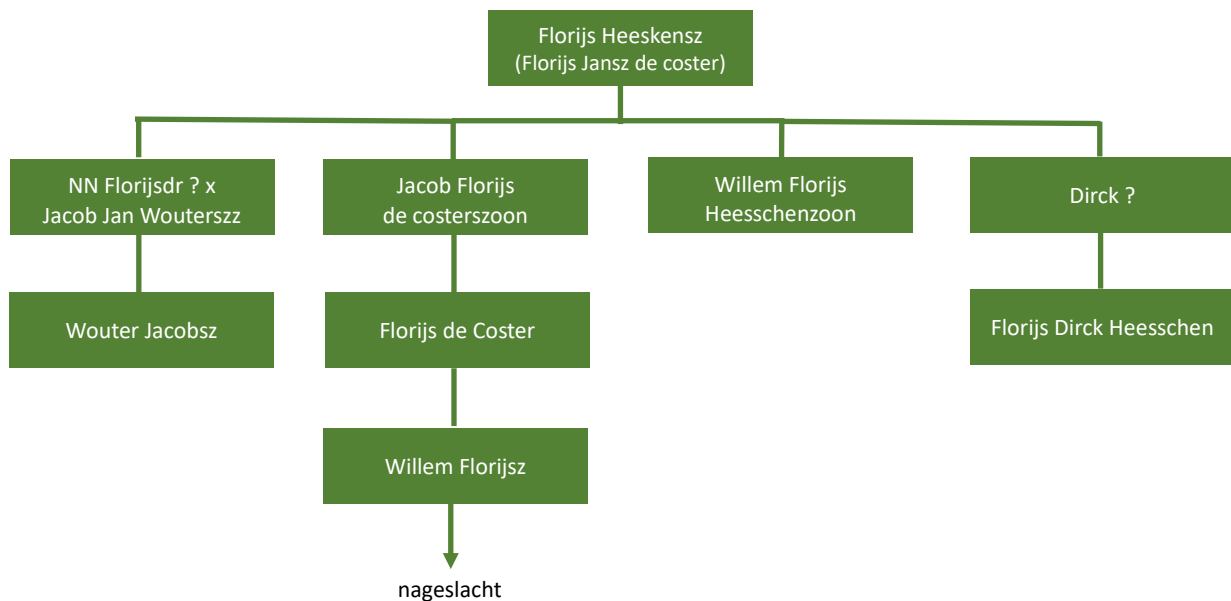 Florijs Heeskensz
(Florijs Jansz de coster)
NN Florijsdr ? x
Jacob Jan Wouterszz
Jacob Florijs
de costerszoon
Willem Florijs
Heesschenzoon
Dirck ?
Wouter Jacobsz
Florijs de Coster
Florijs Dirck Heesschen
Willem Florijsz
nageslacht